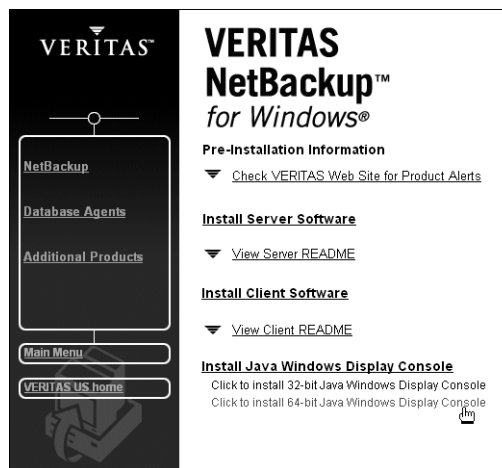 VERITAS™
NetBackup
Database Agents
Additional Products
Main Menu
VERITAS US home
VERITAS
NetBackup™
for Windows®
Pre-Installation Information
Check VERITAS Web Site for Product Alerts
Install Server Software
View Server README
Install Client Software
View Client README
Install Java Windows Display Console
Click to install 32-bit Java Windows Display Console
Click to install 64-bit Java Windows Display Console